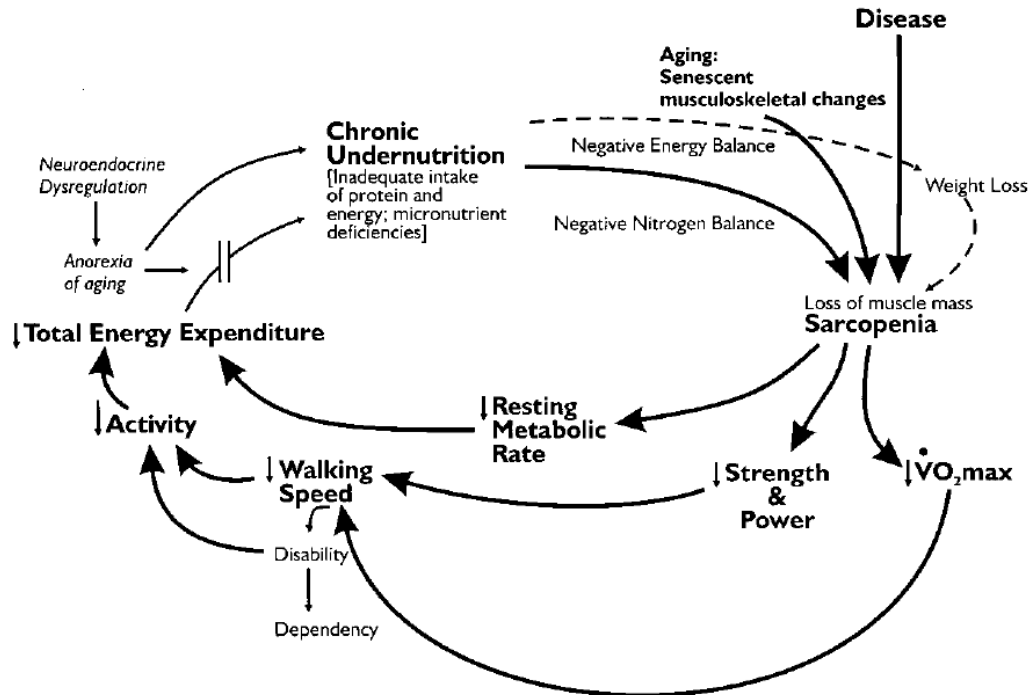 Disease
Aging:
Senescent
musculoskeletal changes
Chronic
Undernutrition
[Inadequate intake
of protein and
energy; micronutrient
deficiencies]
Negative Energy Balance
Neuroendocrine
Dysregulation
Weight Loss
Negative Nitrogen Balance
Anorexia
of aging
Loss of muscle mass
Sarcopenia
↓Total Energy Expenditure
↓Resting
Metabolic
Rate
↓Activity
↓Walking
Speed
↓Strength
&
Power
↓V̇O₂max
Disability
Dependency